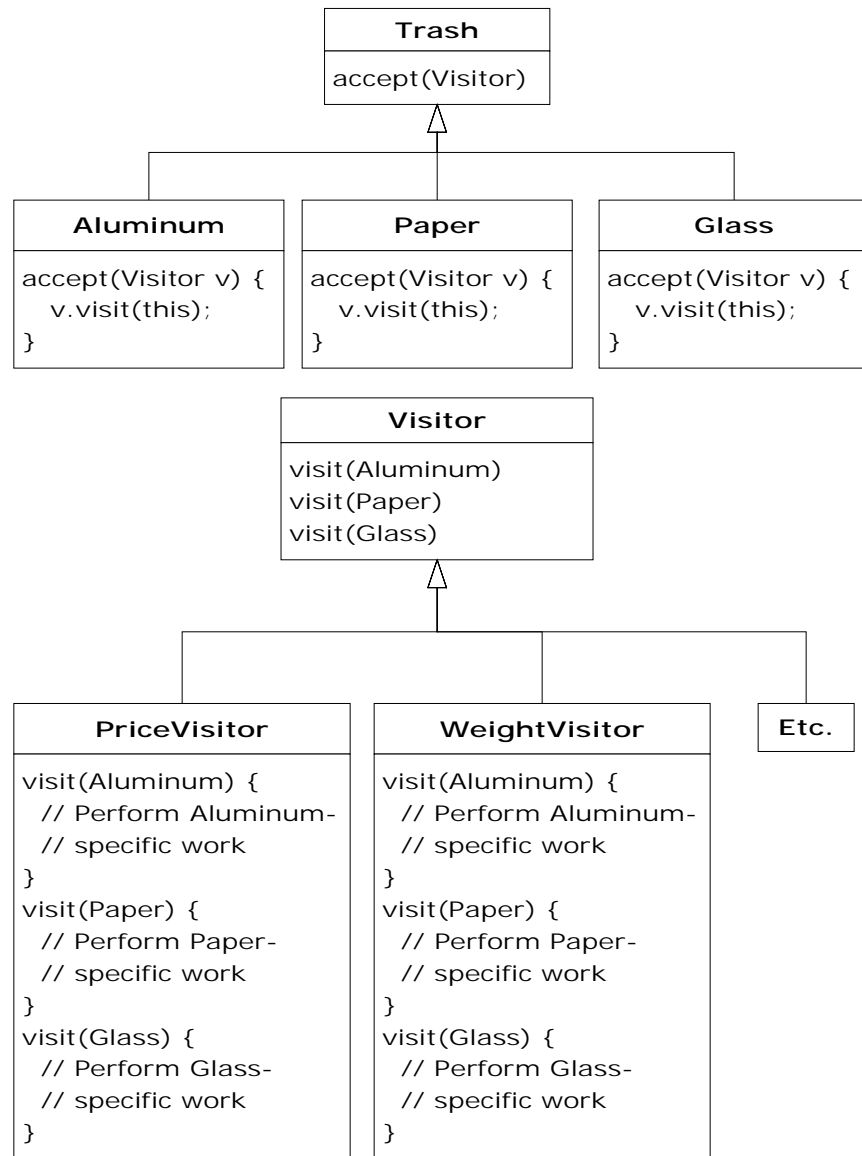 Trash
accept(Visitor)
Aluminum
accept(Visitor v) {
v.visit(this);
}
Paper
accept(Visitor v) {
v.visit(this);
}
Glass
accept(Visitor v) {
v.visit(this);
}
Visitor
visit(Aluminum)
visit(Paper)
visit(Glass)
PriceVisitor
visit(Aluminum) {
// Perform Aluminum-
// specific work
}
visit(Paper) {
// Perform Paper-
// specific work
}
visit(Glass) {
// Perform Glass-
// specific work
}
WeightVisitor
visit(Aluminum) {
// Perform Aluminum-
// specific work
}
visit(Paper) {
// Perform Paper-
// specific work
}
visit(Glass) {
// Perform Glass-
// specific work
}
Etc.